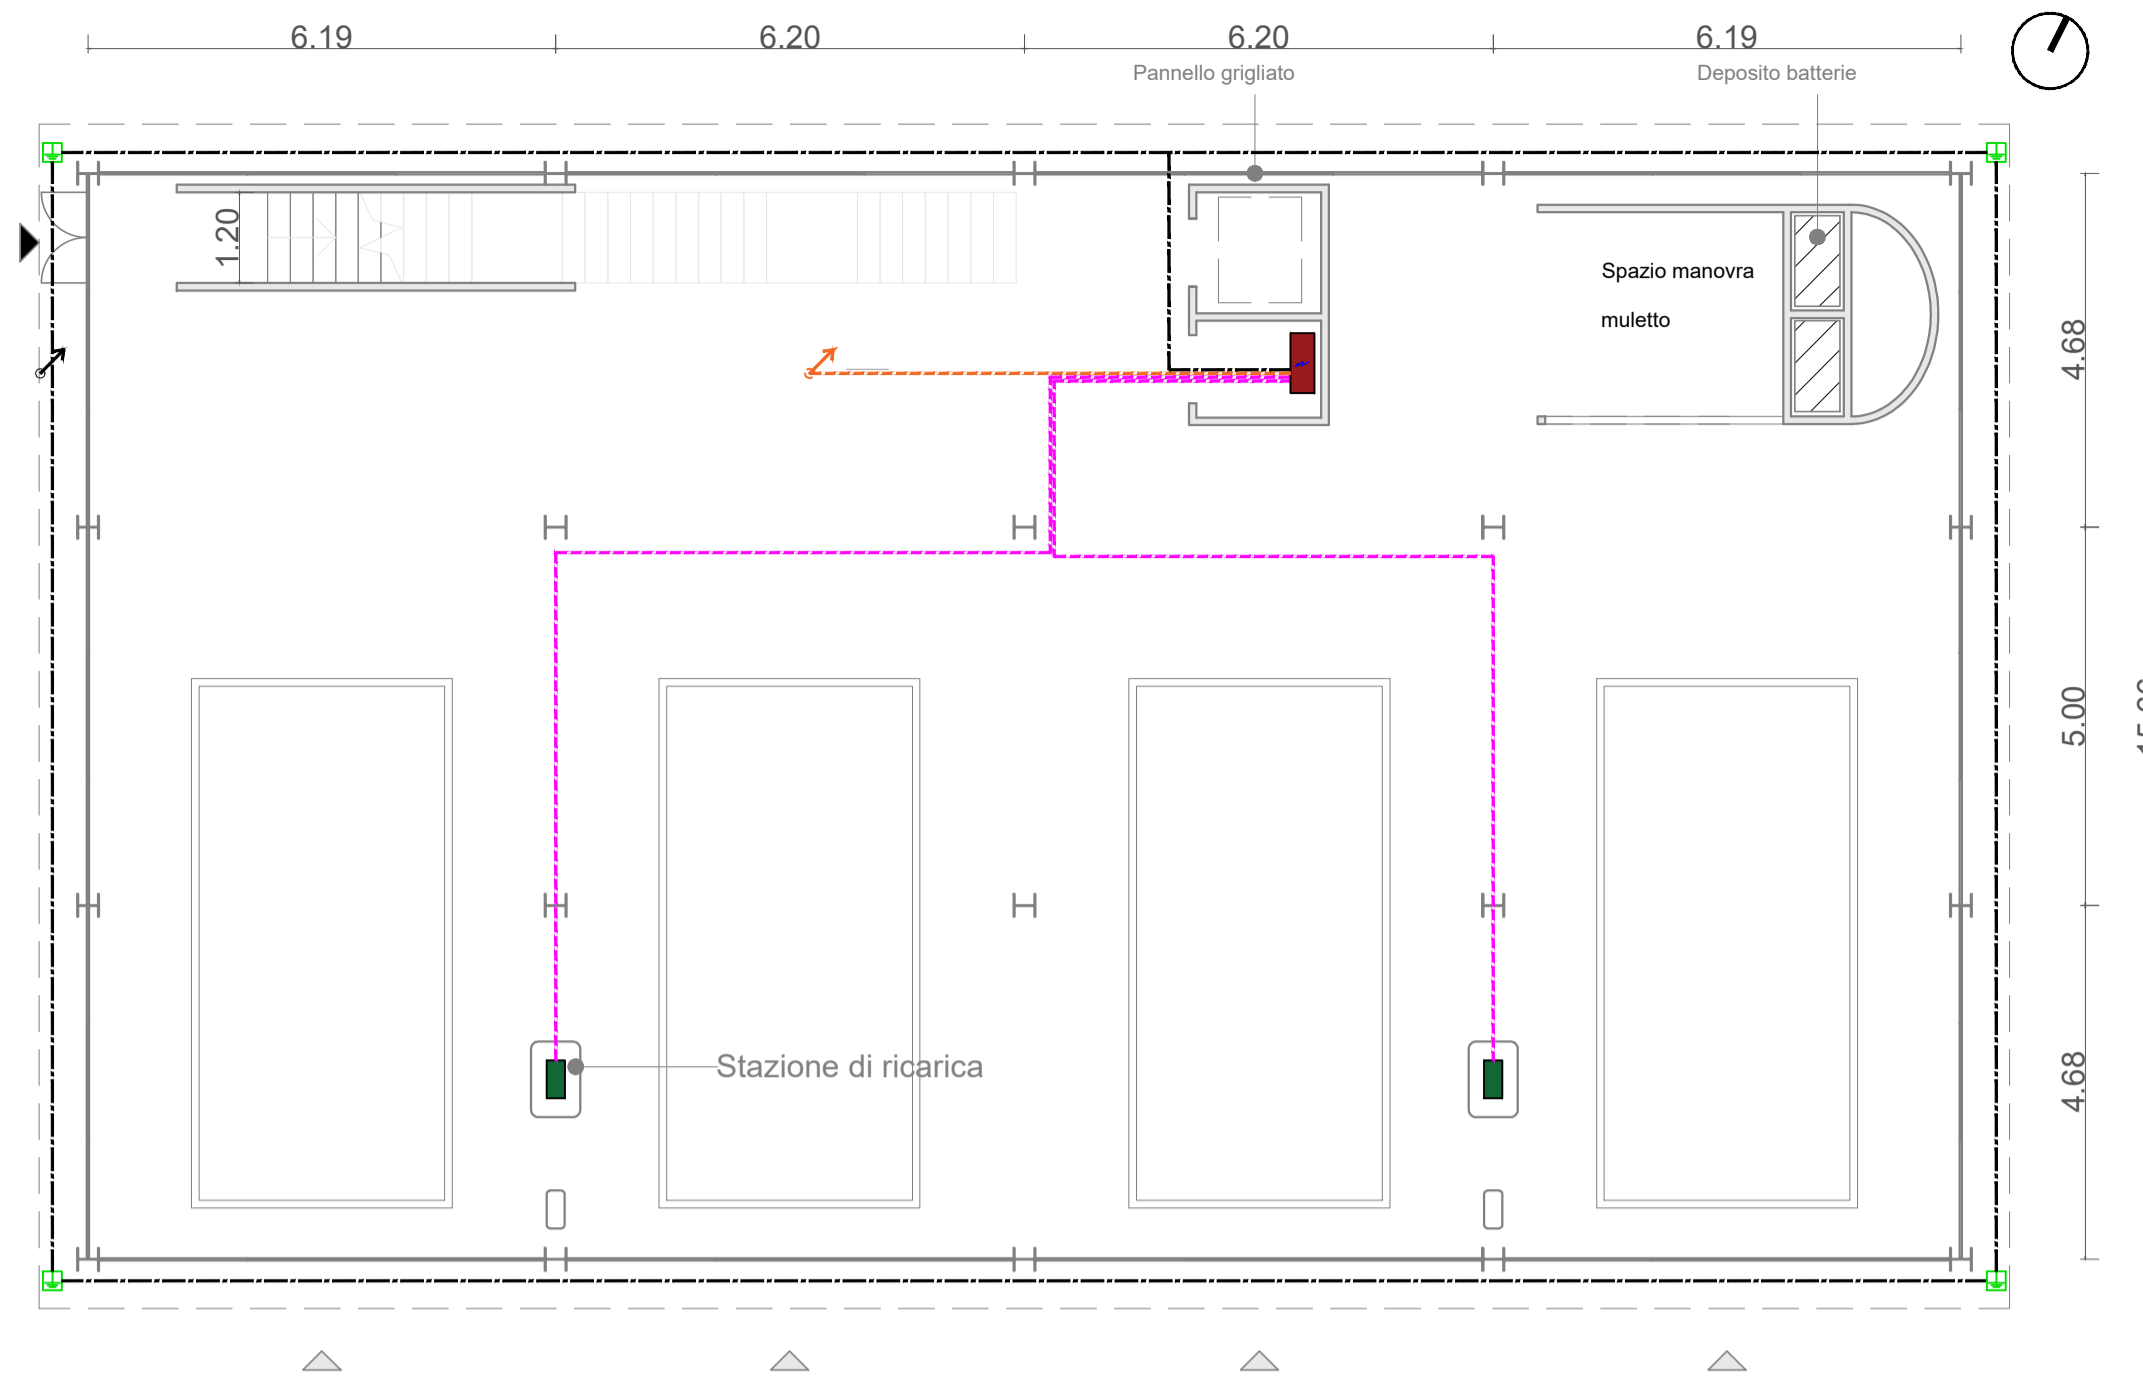 6.19 6.20 6.20 6.19
Pannello grigliato
Deposito batterie
1.20
Spazio manovra
muletto
4.68
5.00
Stazione di ricarica
4.68